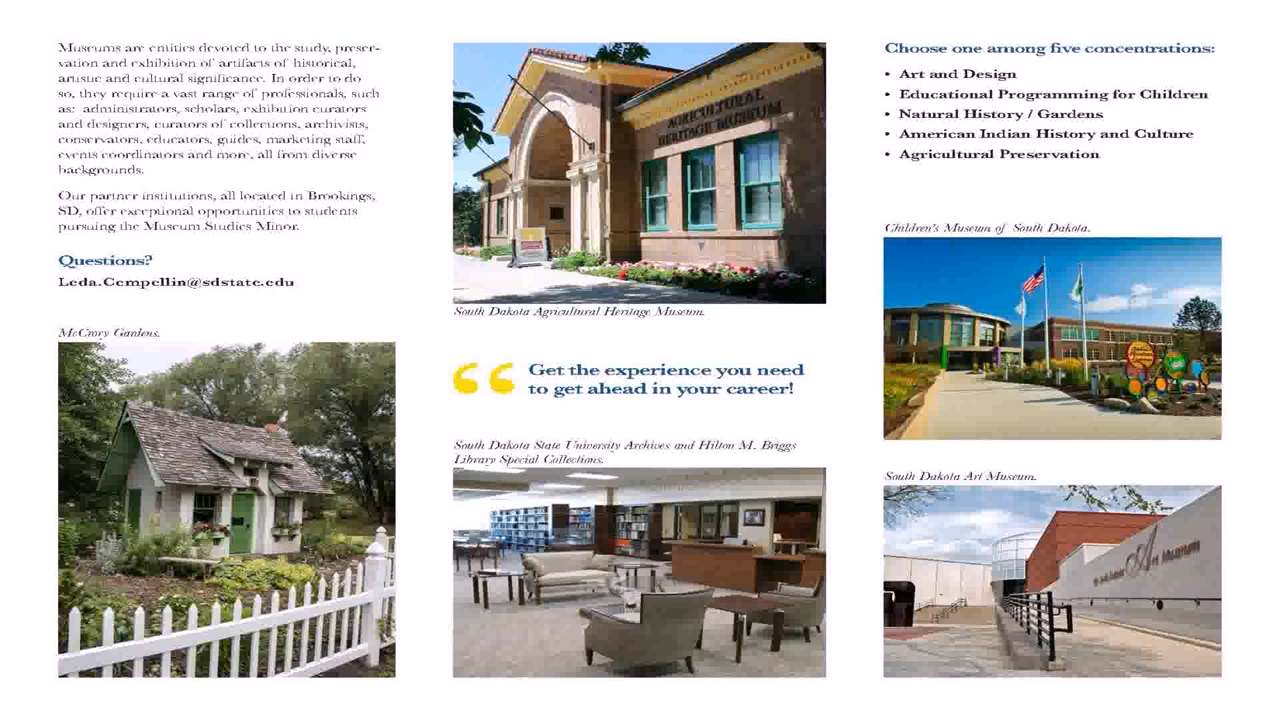 Museums are entities devoted to the study, preser-
vation and exhibition of artifacts of historical,
artistic and cultural significance. In order to do
so, they require a vast range of professionals, such
as: administrators, scholars, exhibition curators
and designers, curators of collections, archivists,
conservators, educators, guides, marketing staff,
events coordinators and more, all from diverse
backgrounds.
Our partner institutions, all located in Brookings,
SD, offer exceptional opportunities to students
pursuing the Museum Studies Minor.
Questions?
Leda.Cempellin@sdstate.edu
McCrory Gardens.
AGRICULTURAL
HERITAGE MUSEUM
South Dakota Agricultural Heritage Museum.
“ Get the experience you need
to get ahead in your career!
South Dakota State University Archives and Hilton M. Briggs
Library Special Collections.
Choose one among five concentrations:
• Art and Design
• Educational Programming for Children
• Natural History / Gardens
• American Indian History and Culture
• Agricultural Preservation
Children's Museum of South Dakota.
South Dakota Art Museum.
Art Museum